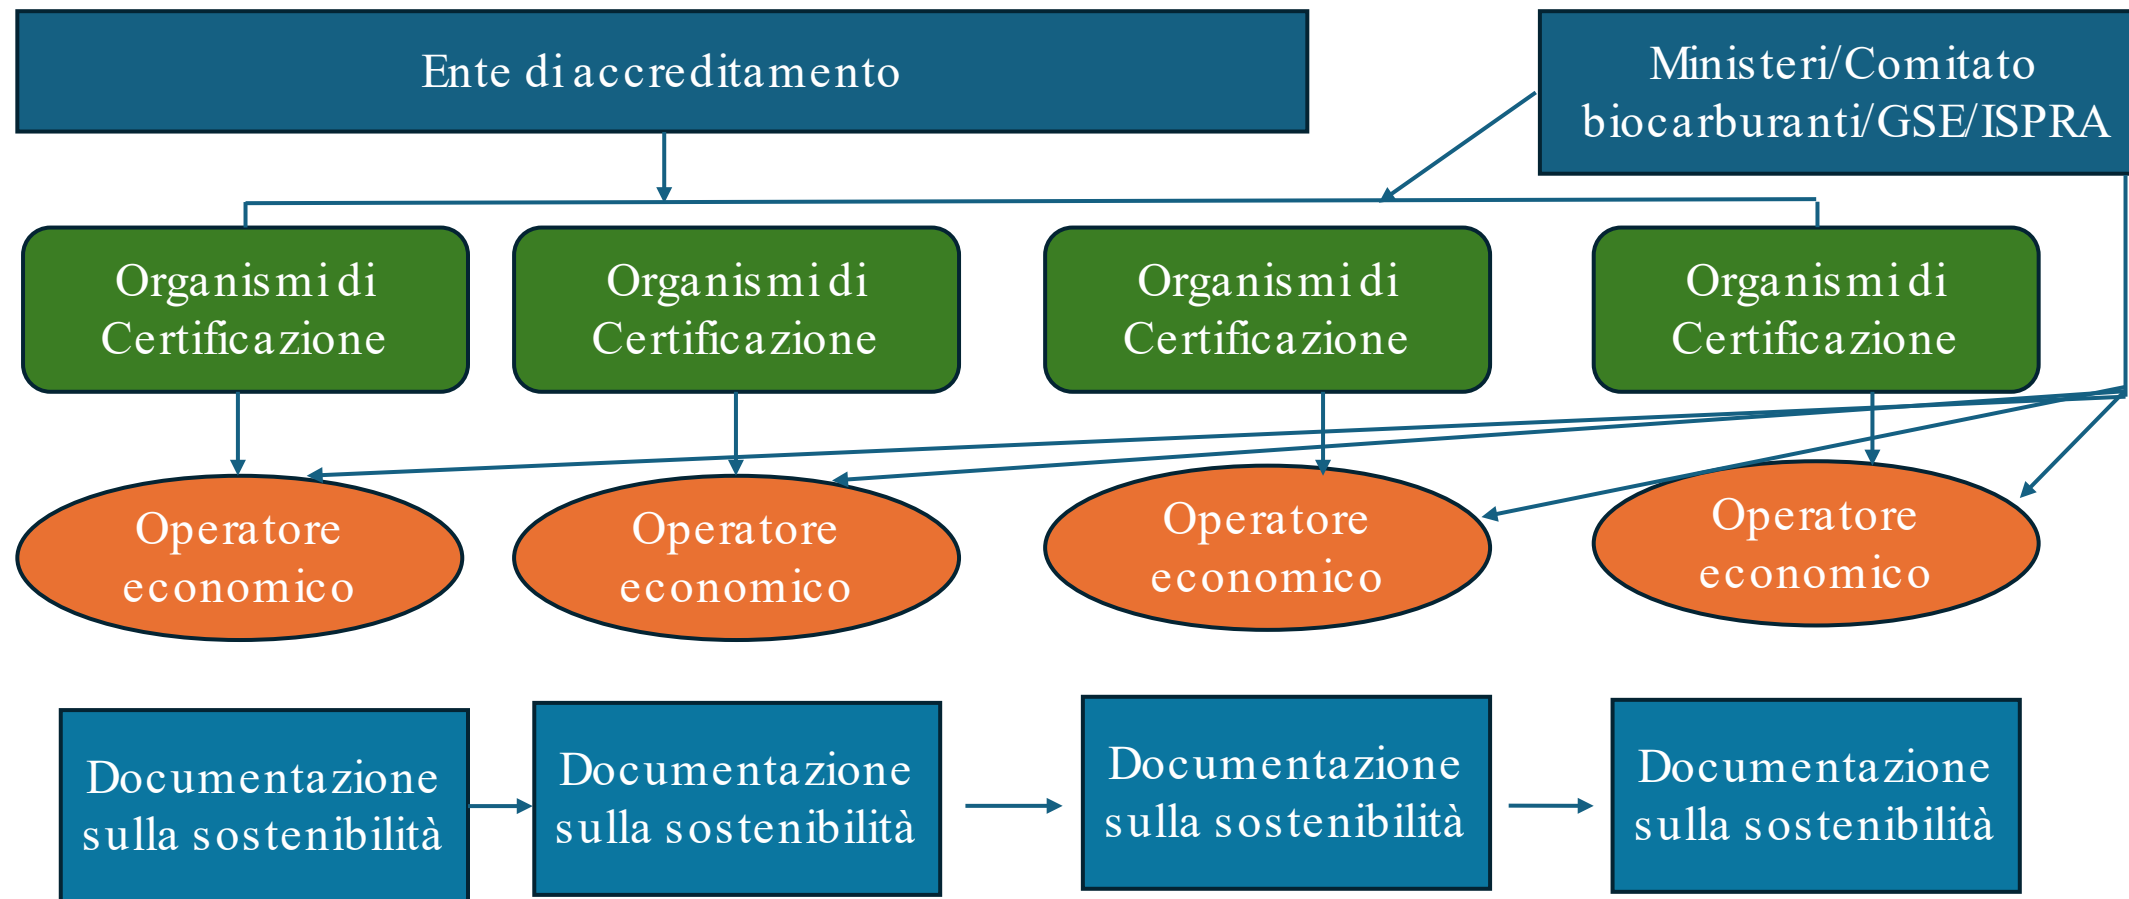 Ente di accreditamento
Ministeri/Comitato
biocarburanti/GSE/ISPRA
Organismi di
Certificazione
Organismi di
Certificazione
Organismi di
Certificazione
Organismi di
Certificazione
Operatore
economico
Operatore
economico
Operatore
economico
Operatore
economico
Documentazione
sulla sostenibilità
Documentazione
sulla sostenibilità
Documentazione
sulla sostenibilità
Documentazione
sulla sostenibilità